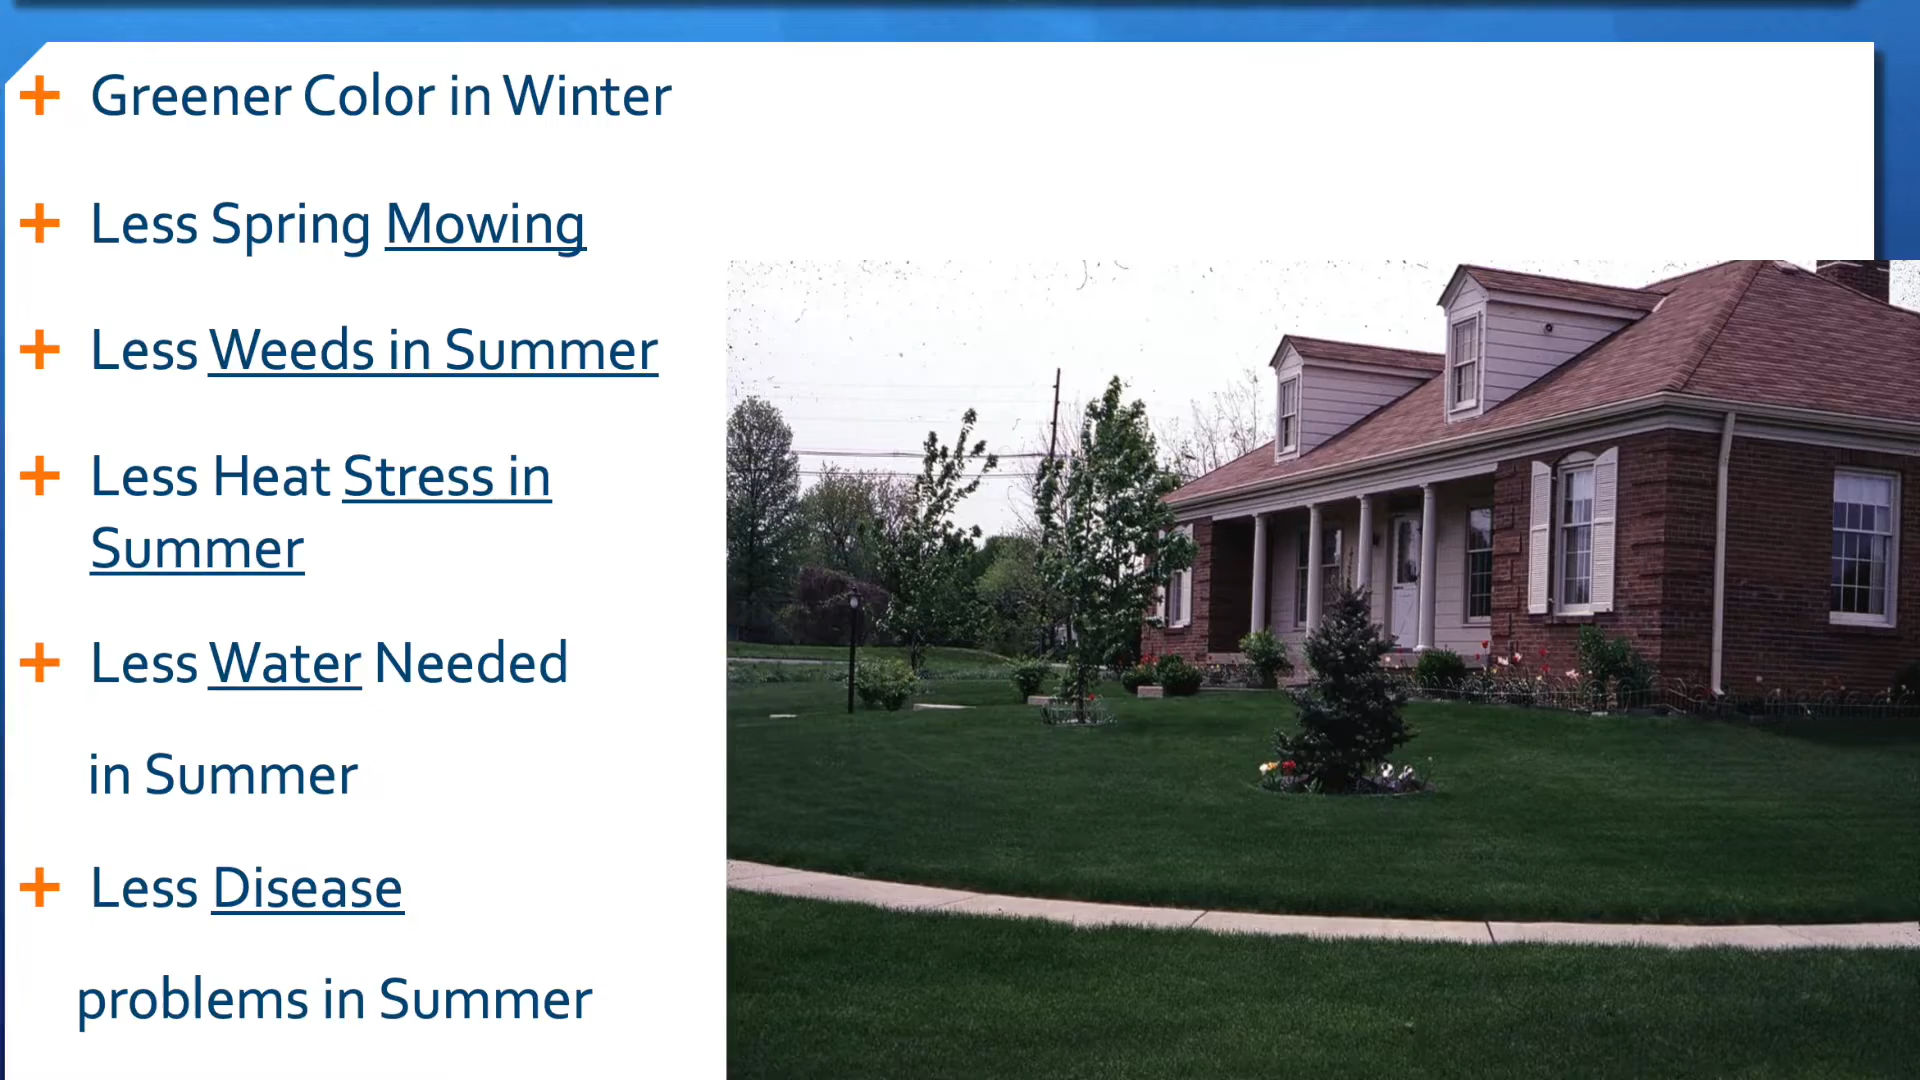 + Greener Color in Winter
+ Less Spring Mowing
+ Less Weeds in Summer
+ Less Heat Stress in
Summer
+ Less Water Needed
in Summer
+ Less Disease
problems in Summer